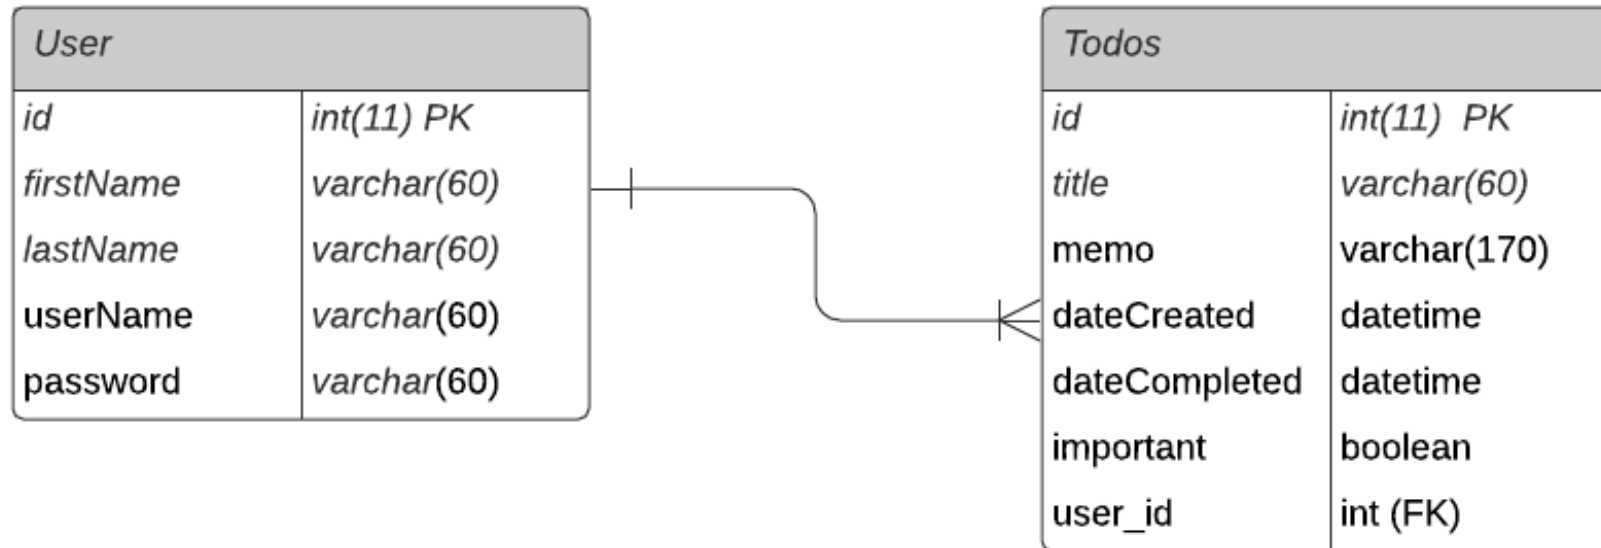 User
id int(11) PK
firstName varchar(60)
lastName varchar(60)
userName varchar(60)
password varchar(60)
Todos
id int(11) PK
title varchar(60)
memo varchar(170)
dateCreated datetime
dateCompleted datetime
important boolean
user_id int (FK)